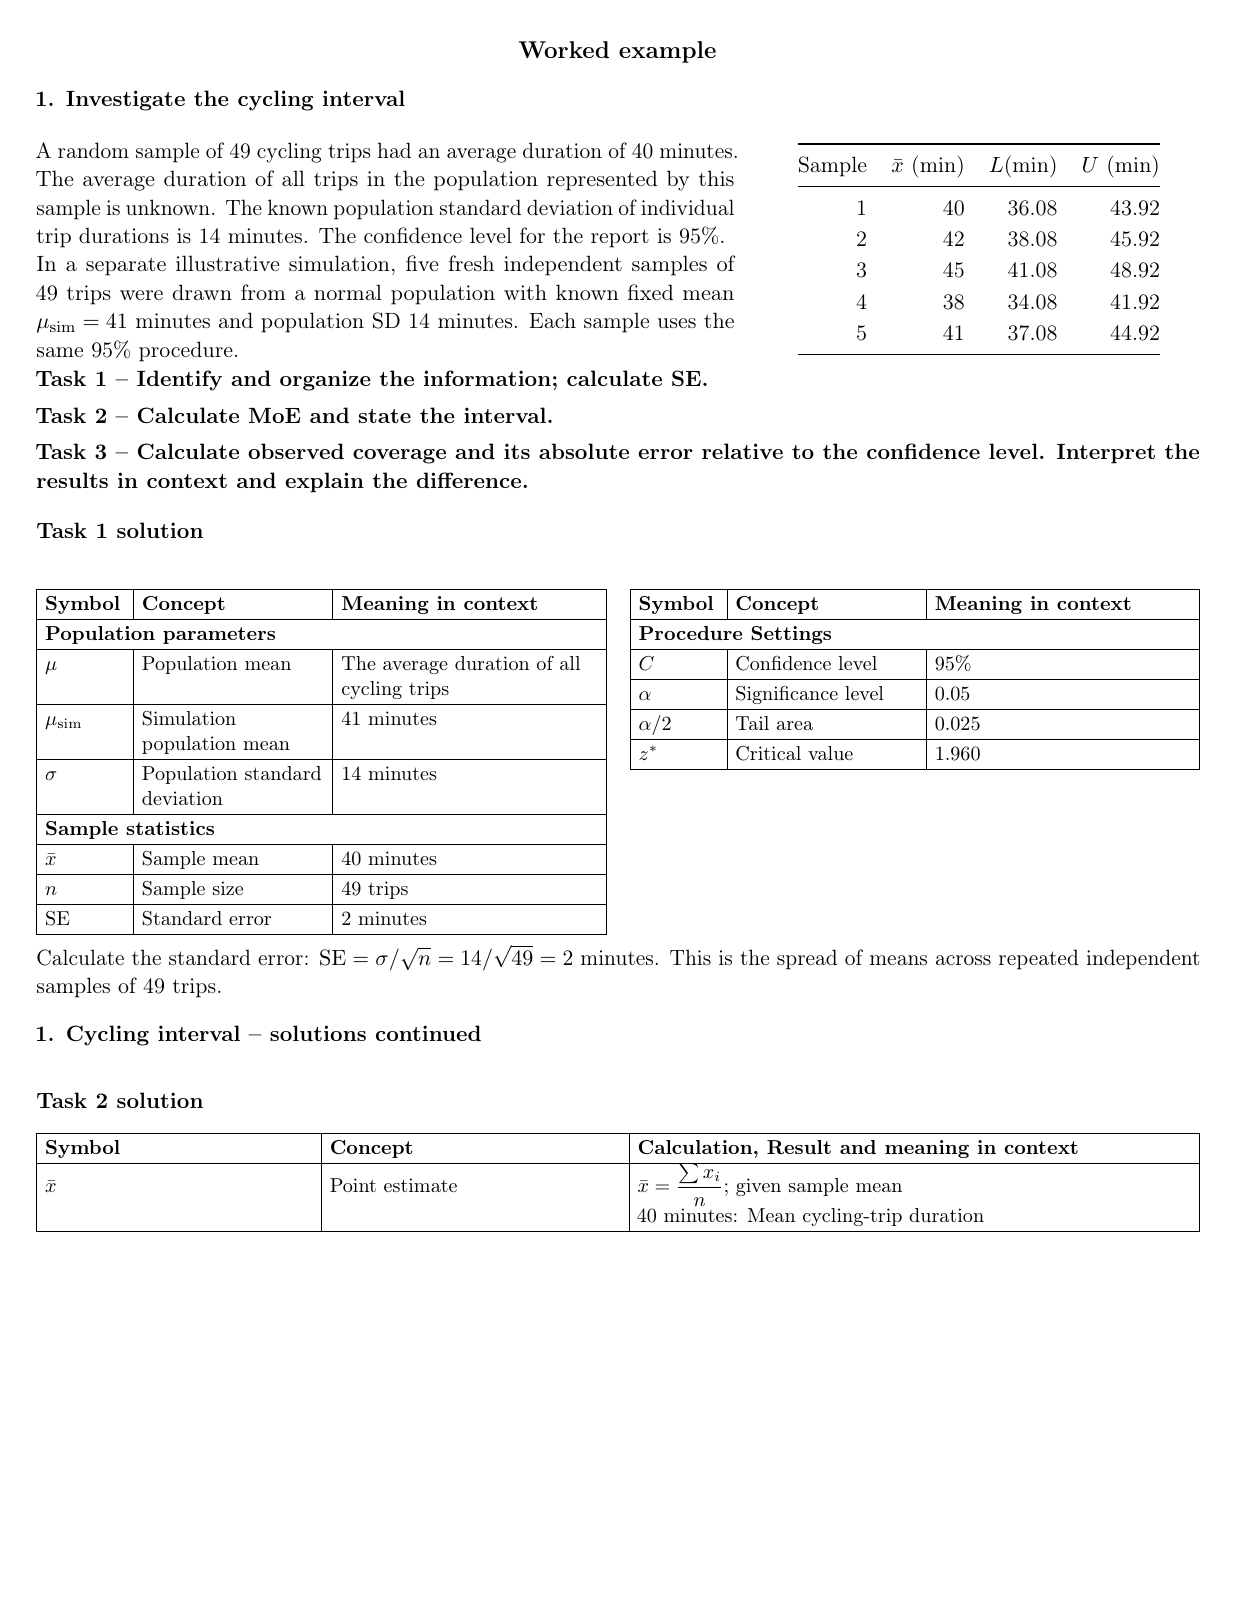 Worked example
1. Investigate the cycling interval
A random sample of 49 cycling trips had an average duration of 40 minutes.
The average duration of all trips in the population represented by this
sample is unknown. The known population standard deviation of individual
trip durations is 14 minutes. The confidence level for the report is 95%.
In a separate illustrative simulation, five fresh independent samples of
49 trips were drawn from a normal population with known fixed mean
μsim = 41 minutes and population SD 14 minutes. Each sample uses the
same 95% procedure.
Sample x̄ (min) L(min) U (min)
1 40 36.08 43.92
2 42 38.08 45.92
3 45 41.08 48.92
4 38 34.08 41.92
5 41 37.08 44.92
Task 1 – Identify and organize the information; calculate SE.
Task 2 – Calculate MoE and state the interval.
Task 3 – Calculate observed coverage and its absolute error relative to the confidence level. Interpret the
results in context and explain the difference.
Task 1 solution
Symbol Concept Meaning in context
Population parameters
μ Population mean The average duration of all
cycling trips
μsim Simulation 41 minutes
population mean
σ Population standard 14 minutes
deviation
Sample statistics
x̄ Sample mean 40 minutes
n Sample size 49 trips
SE Standard error 2 minutes
Symbol Concept Meaning in context
Procedure Settings
C Confidence level 95%
α Significance level 0.05
α/2 Tail area 0.025
z* Critical value 1.960
Calculate the standard error: SE = σ/√n = 14/√49 = 2 minutes. This is the spread of means across repeated independent
samples of 49 trips.
1. Cycling interval – solutions continued
Task 2 solution
Symbol Concept Calculation, Result and meaning in context
x̄ Point estimate x̄ = ∑ xi / n; given sample mean
40 minutes: Mean cycling-trip duration